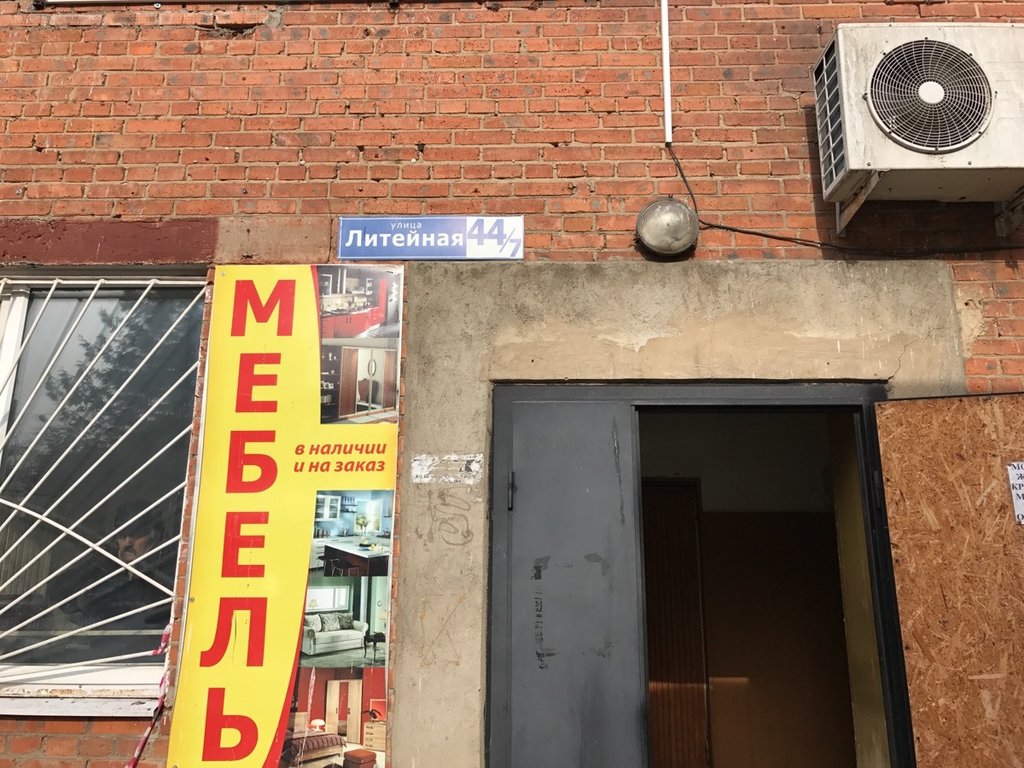 улица
Литейная 44/7
МЕБЕЛЬ
в наличии
и на заказ